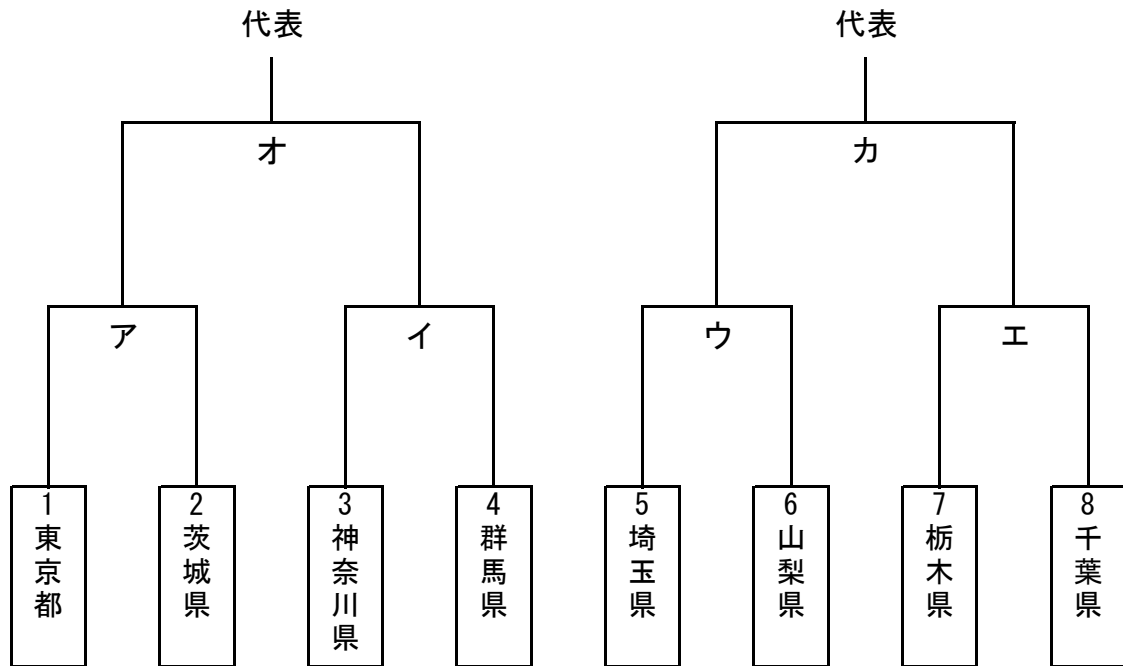 代表
代表
オ
カ
ア
イ
ウ
エ
1
東京都
2
茨城県
3
神奈川県
4
群馬県
5
埼玉県
6
山梨県
7
栃木県
8
千葉県